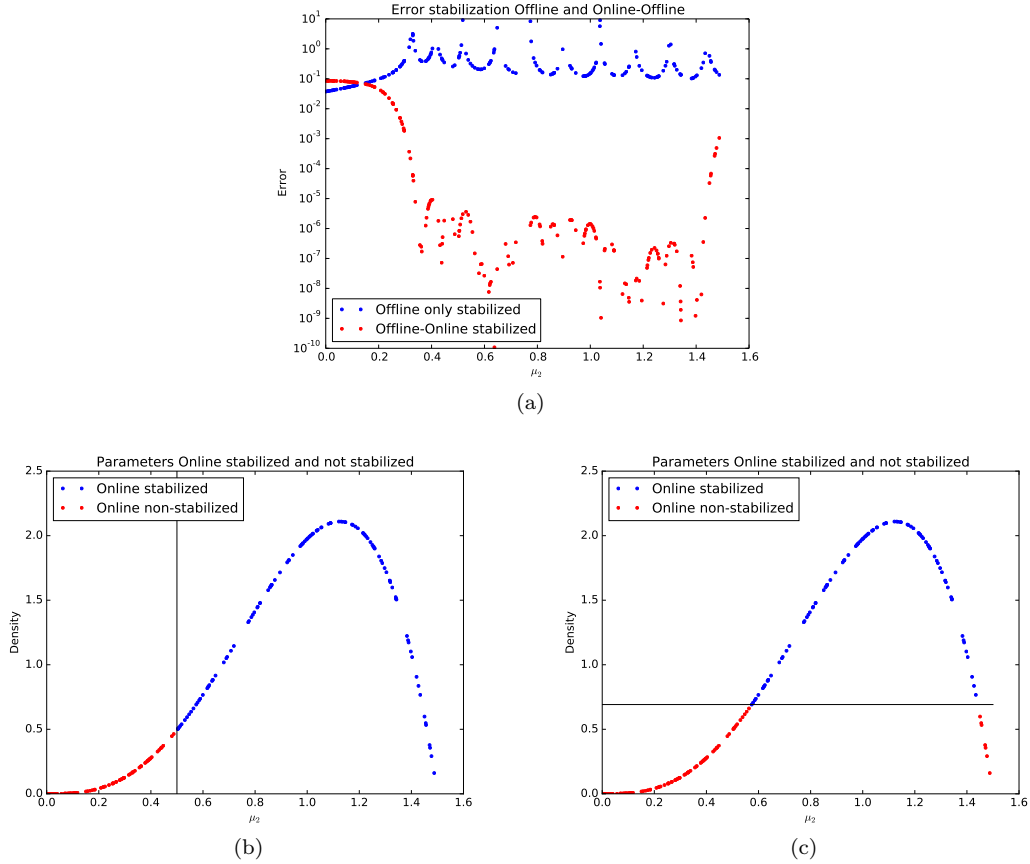 Error stabilization Offline and Online-Offline
10^1
10^0
10^-1
10^-2
10^-3
10^-4
10^-5
10^-6
10^-7
10^-8
10^-9
10^-10
Error
Offline only stabilized
Offline-Online stabilized
0.0 0.2 0.4 0.6 0.8 1.0 1.2 1.4 1.6
μ_2
(a)
Parameters Online stabilized and not stabilized
2.5
2.0
1.5
1.0
0.5
0.0
Density
Online stabilized
Online non-stabilized
0.0 0.2 0.4 0.6 0.8 1.0 1.2 1.4 1.6
μ_2
(b)
Parameters Online stabilized and not stabilized
2.5
2.0
1.5
1.0
0.5
0.0
Density
Online stabilized
Online non-stabilized
0.0 0.2 0.4 0.6 0.8 1.0 1.2 1.4 1.6
μ_2
(c)